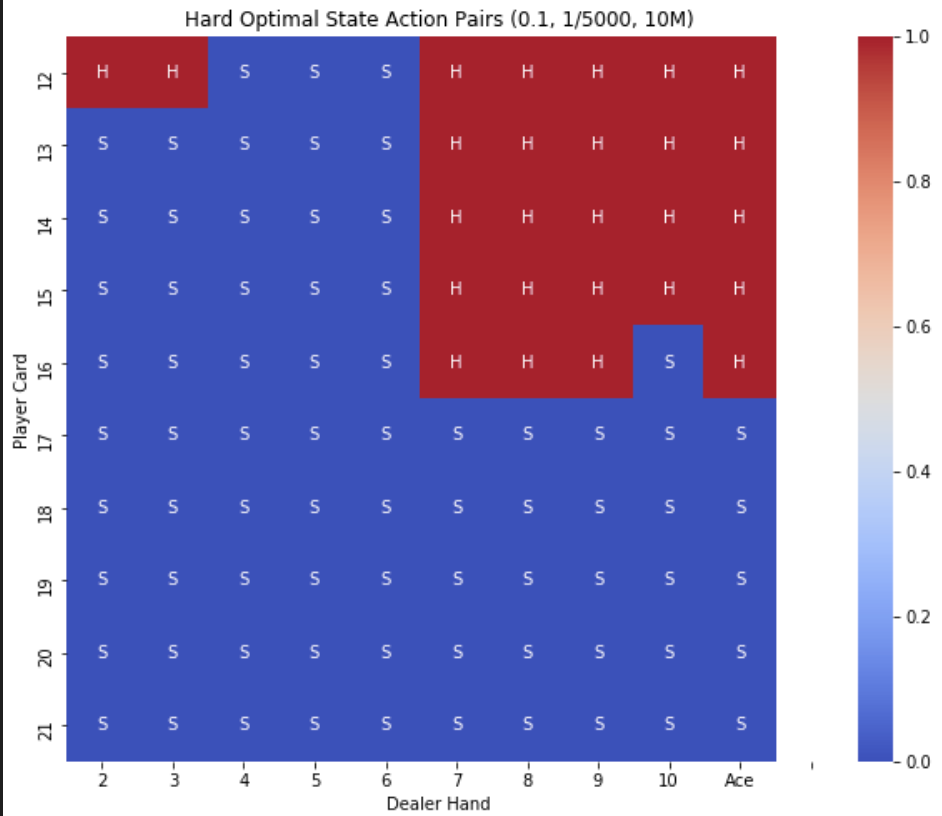 Hard Optimal State Action Pairs (0.1, 1/5000, 10M)
12 H H S S S H H H H H
13 S S S S S H H H H H
14 S S S S S H H H H H
15 S S S S S H H H H H
16 S S S S S H H H S H
17 S S S S S S S S S S
18 S S S S S S S S S S
19 S S S S S S S S S S
20 S S S S S S S S S S
21 S S S S S S S S S S
2 3 4 5 6 7 8 9 10 Ace
Player Card
Dealer Hand
1.0
0.8
0.6
0.4
0.2
0.0